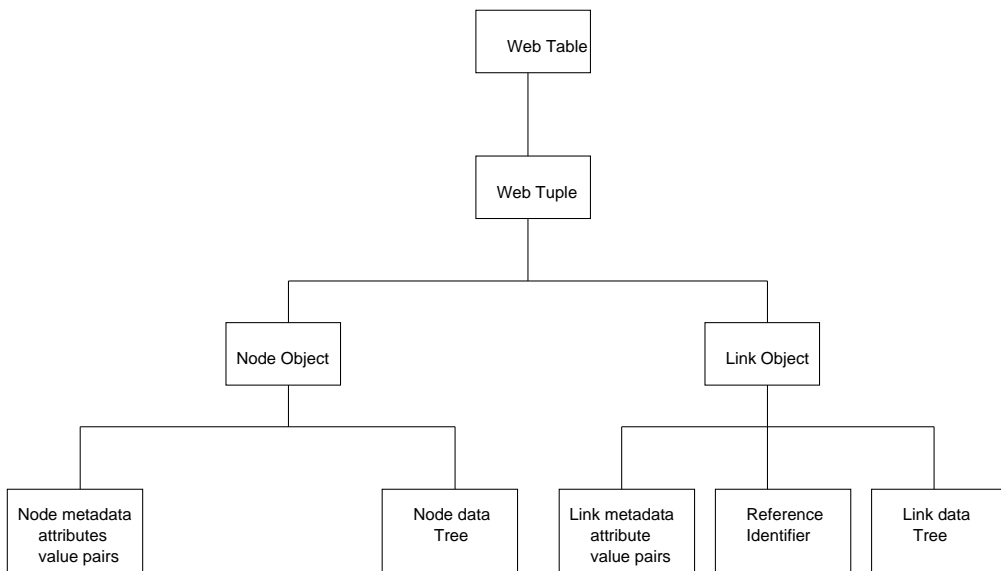 Web Table
Web Tuple
Node Object
Link Object
Node metadata
attributes
value pairs
Node data
Tree
Link metadata
attribute
value pairs
Reference
Identifier
Link data
Tree